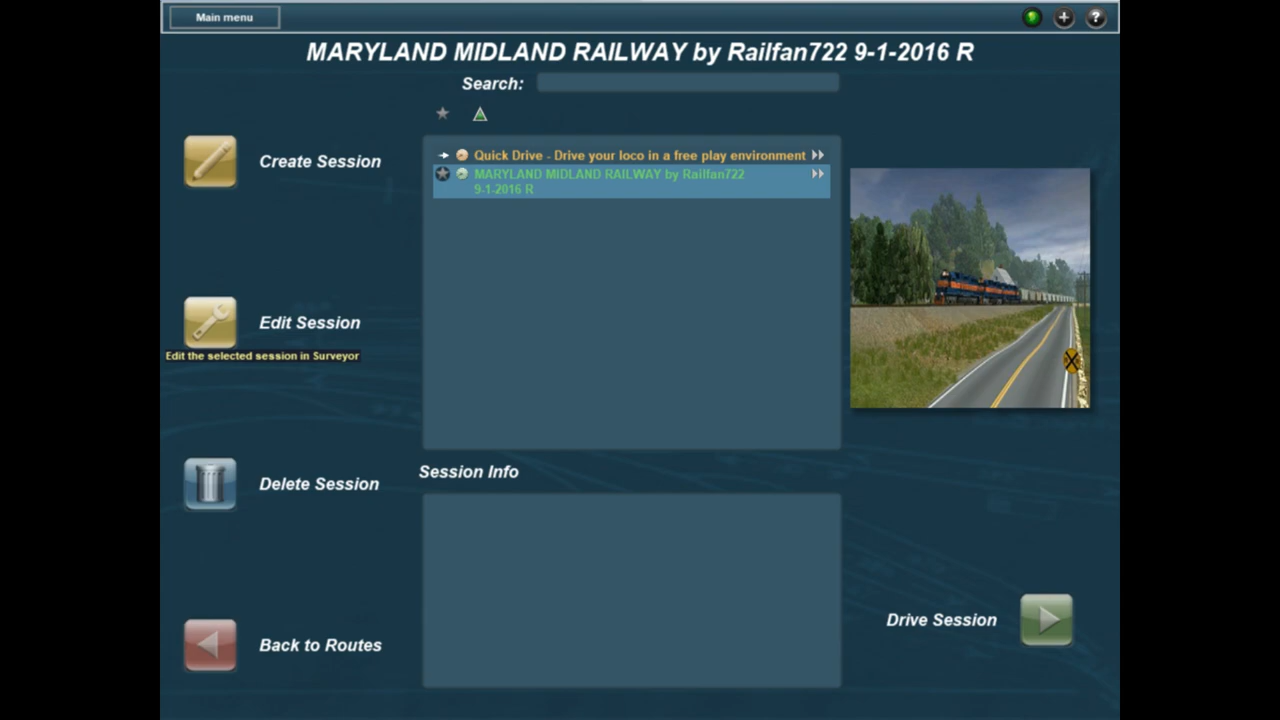 Main menu
?
MARYLAND MIDLAND RAILWAY by Railfan722 9-1-2016 R
Search:
Create Session
Quick Drive - Drive your loco in a free play environment
MARYLAND MIDLAND RAILWAY by Railfan722
9-1-2016 R
Edit Session
Edit the selected session in Surveyor
Session Info
Delete Session
Drive Session
Back to Routes